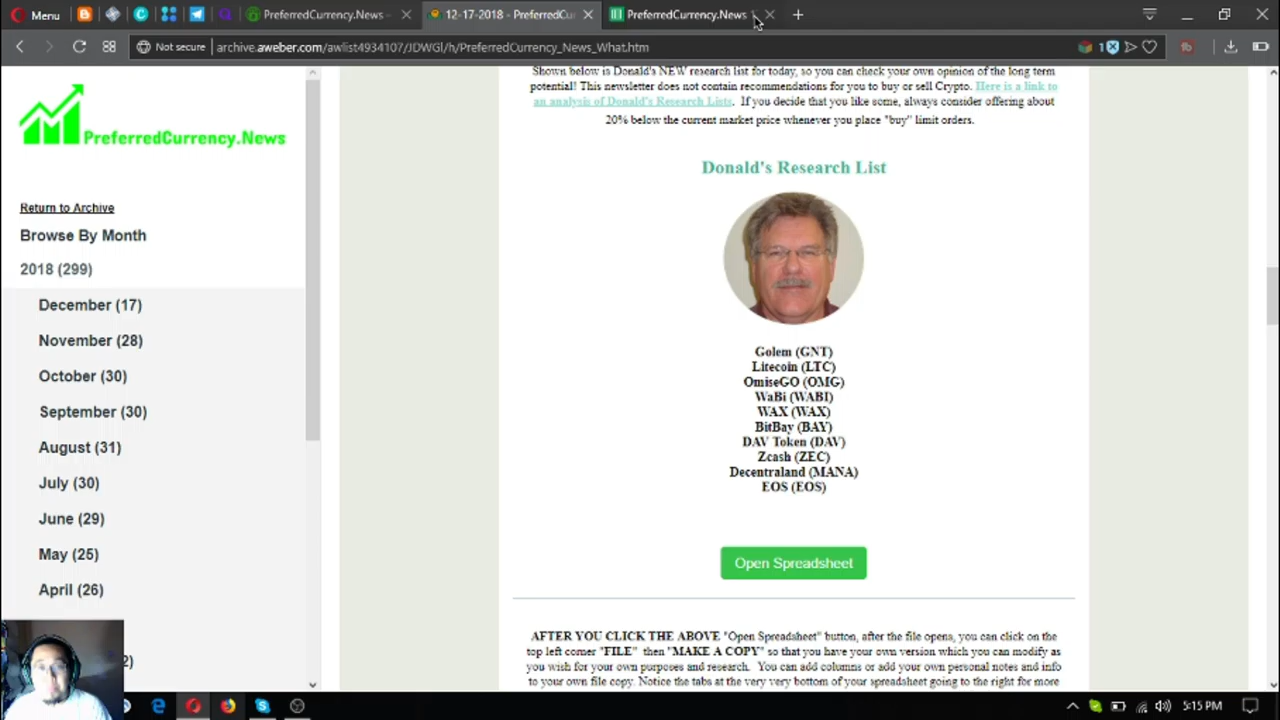 Menu
PreferredCurrency.News -
12-17-2018 - PreferredCu
PreferredCurrency.News
Not secure
archive.aweber.com/awlist4934107/JDWGl/h/PreferredCurrency_News_What.htm
1
PreferredCurrency.News
Return to Archive
Browse By Month
2018 (299)
December (17)
November (28)
October (30)
September (30)
August (31)
July (30)
June (29)
May (25)
April (26)
Shown below is Donald's NEW research list for today, so you can check your own opinion of the long term
potential! This newsletter does not contain recommendations for you to buy or sell Crypto. Here is a link to
an analysis of Donald's Research Lists. If you decide that you like some, always consider offering about
20% below the current market price whenever you place "buy" limit orders.
Donald's Research List
Golem (GNT)
Litecoin (LTC)
OmiseGO (OMG)
WaBi (WABI)
WAX (WAX)
BitBay (BAY)
DAV Token (DAV)
Zcash (ZEC)
Decentraland (MANA)
EOS (EOS)
Open Spreadsheet
AFTER YOU CLICK THE ABOVE "Open Spreadsheet" button, after the file opens, you can click on the
top left corner "FILE" then "MAKE A COPY" so that you have your own version which you can modify as
you wish for your own purposes and research. You can add columns or add your own personal notes and info
to your own file copy. Notice the tabs at the very very bottom of your spreadsheet going to the right for more
5:15 PM